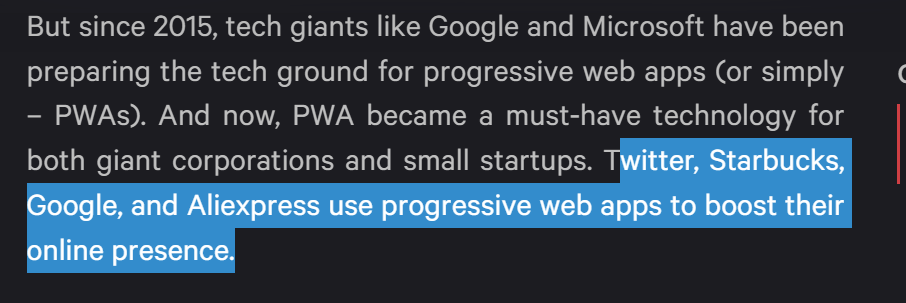 But since 2015, tech giants like Google and Microsoft have been
preparing the tech ground for progressive web apps (or simply
– PWAs). And now, PWA became a must-have technology for
both giant corporations and small startups. Twitter, Starbucks,
Google, and Aliexpress use progressive web apps to boost their
online presence.